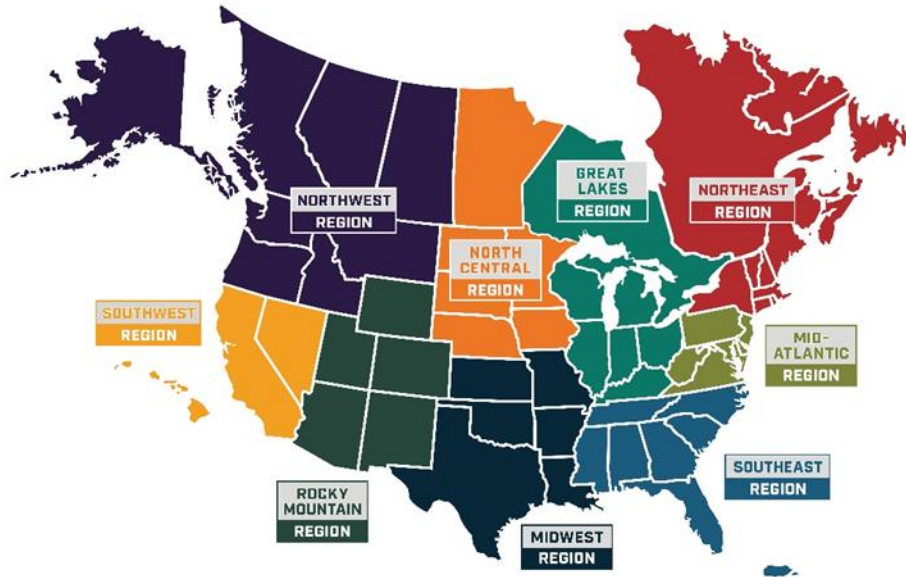 NORTHWEST
REGION
GREAT
LAKES
REGION
NORTHEAST
REGION
NORTH
CENTRAL
REGION
SOUTHWEST
REGION
MID-
ATLANTIC
REGION
ROCKY
MOUNTAIN
REGION
MIDWEST
REGION
SOUTHEAST
REGION